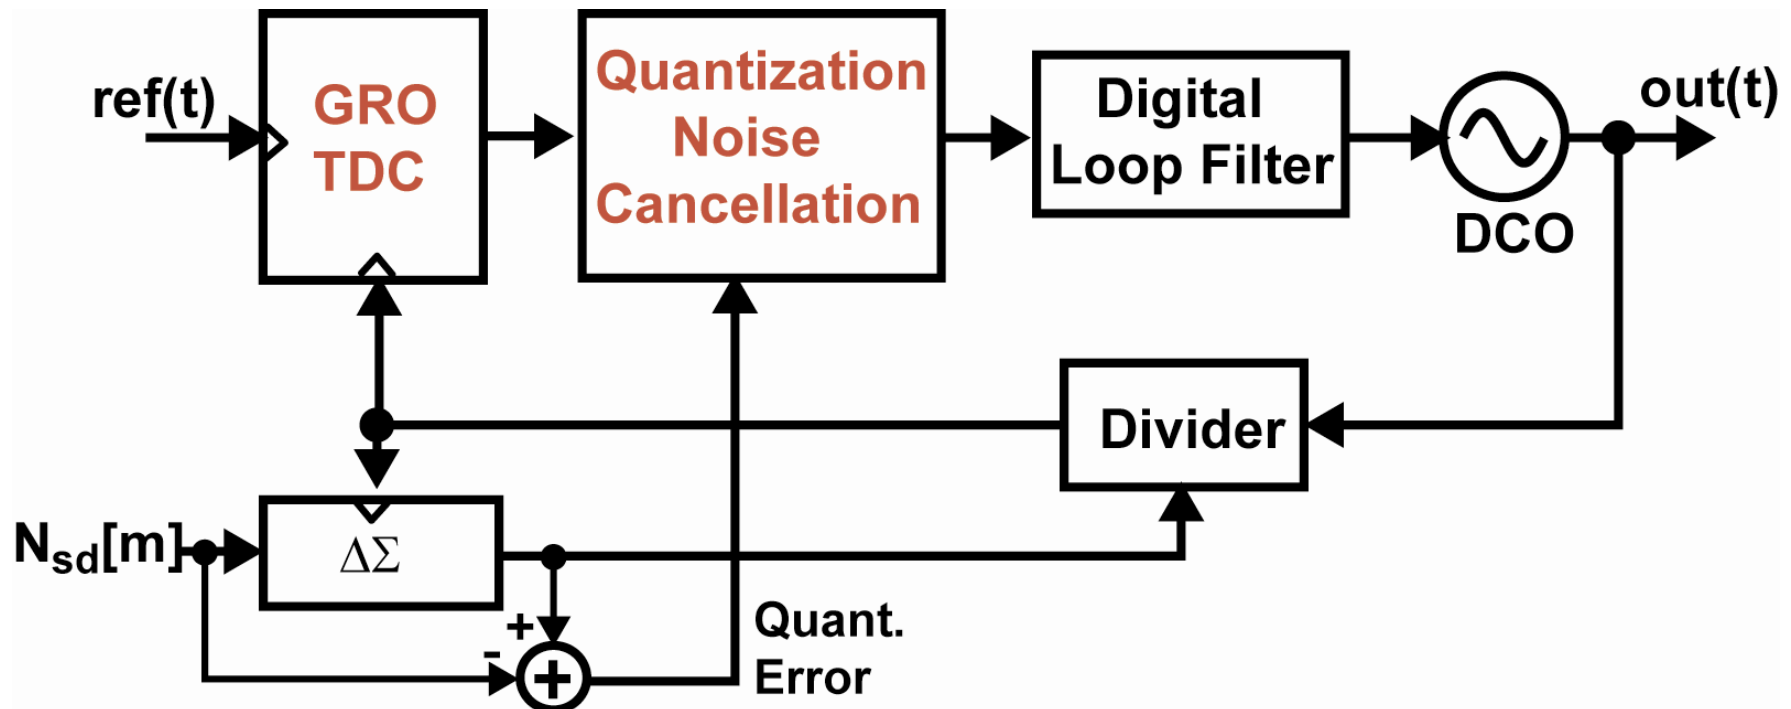 ref(t)
GRO
TDC
Quantization
Noise
Cancellation
Digital
Loop Filter
DCO
out(t)
Divider
Nsd[m]
ΔΣ
+
-
+
Quant.
Error